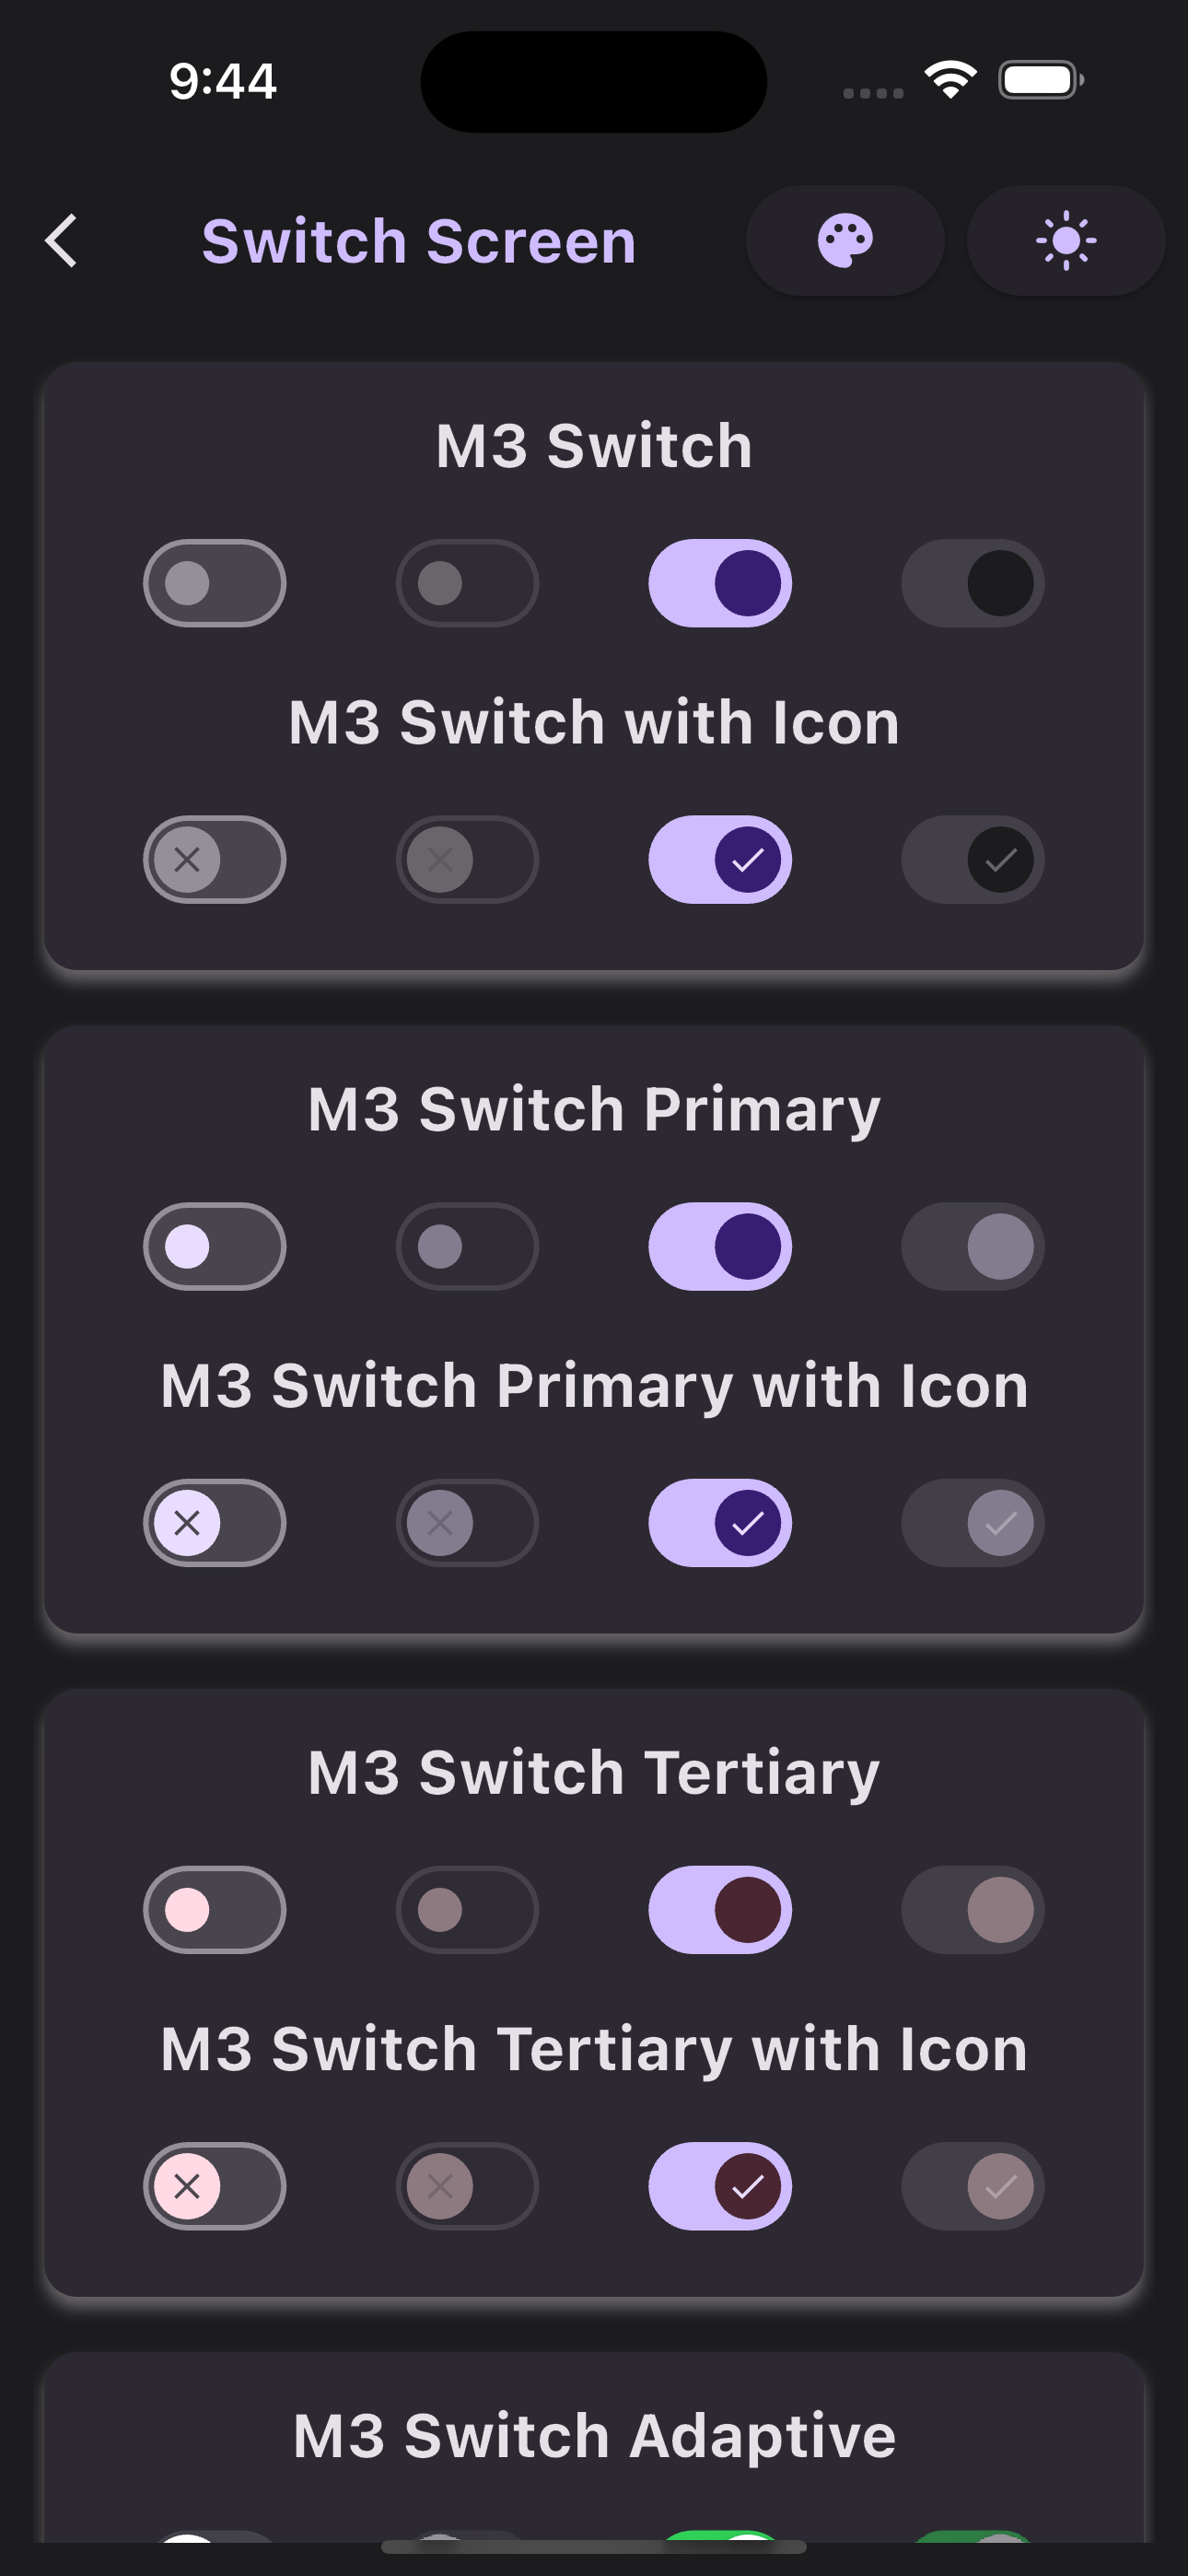 9:44
Switch Screen
M3 Switch
M3 Switch with Icon
M3 Switch Primary
M3 Switch Primary with Icon
M3 Switch Tertiary
M3 Switch Tertiary with Icon
M3 Switch Adaptive